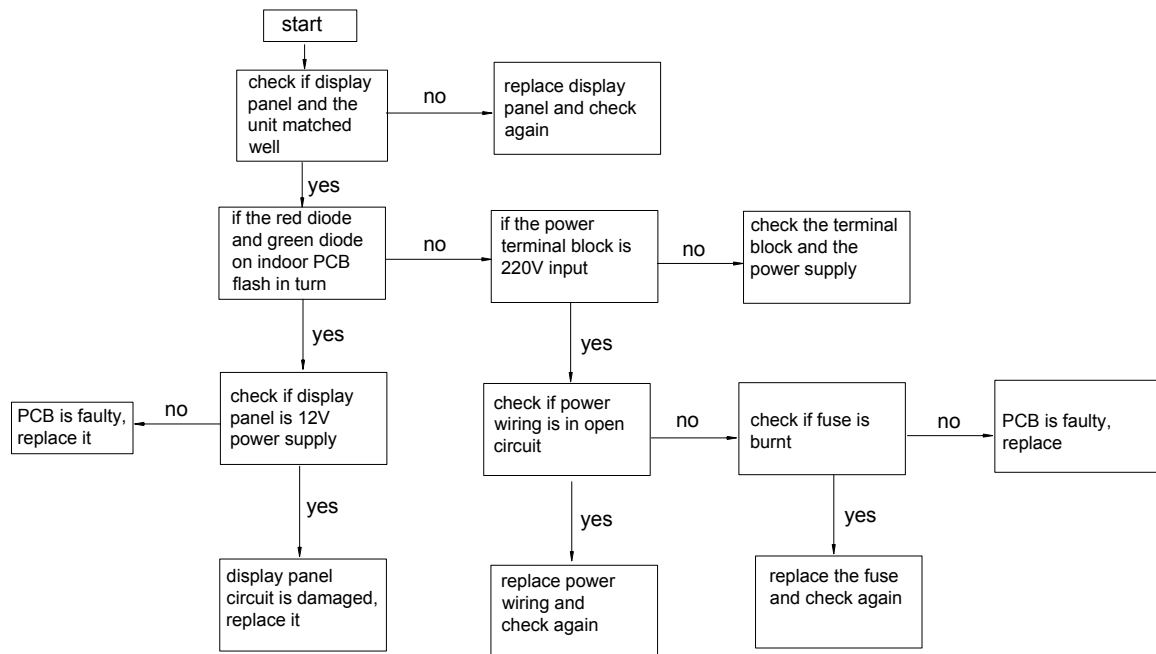 start
check if display
panel and the
unit matched
well
no
replace display
panel and check
again
yes
if the red diode
and green diode
on indoor PCB
flash in turn
no
if the power
terminal block is
220V input
no
check the terminal
block and the
power supply
yes
yes
PCB is faulty,
replace it
no
check if display
panel is 12V
power supply
check if power
wiring is in open
circuit
no
check if fuse is
burnt
no
PCB is faulty,
replace
yes
yes
yes
display panel
circuit is damaged,
replace it
replace power
wiring and
check again
replace the fuse
and check again